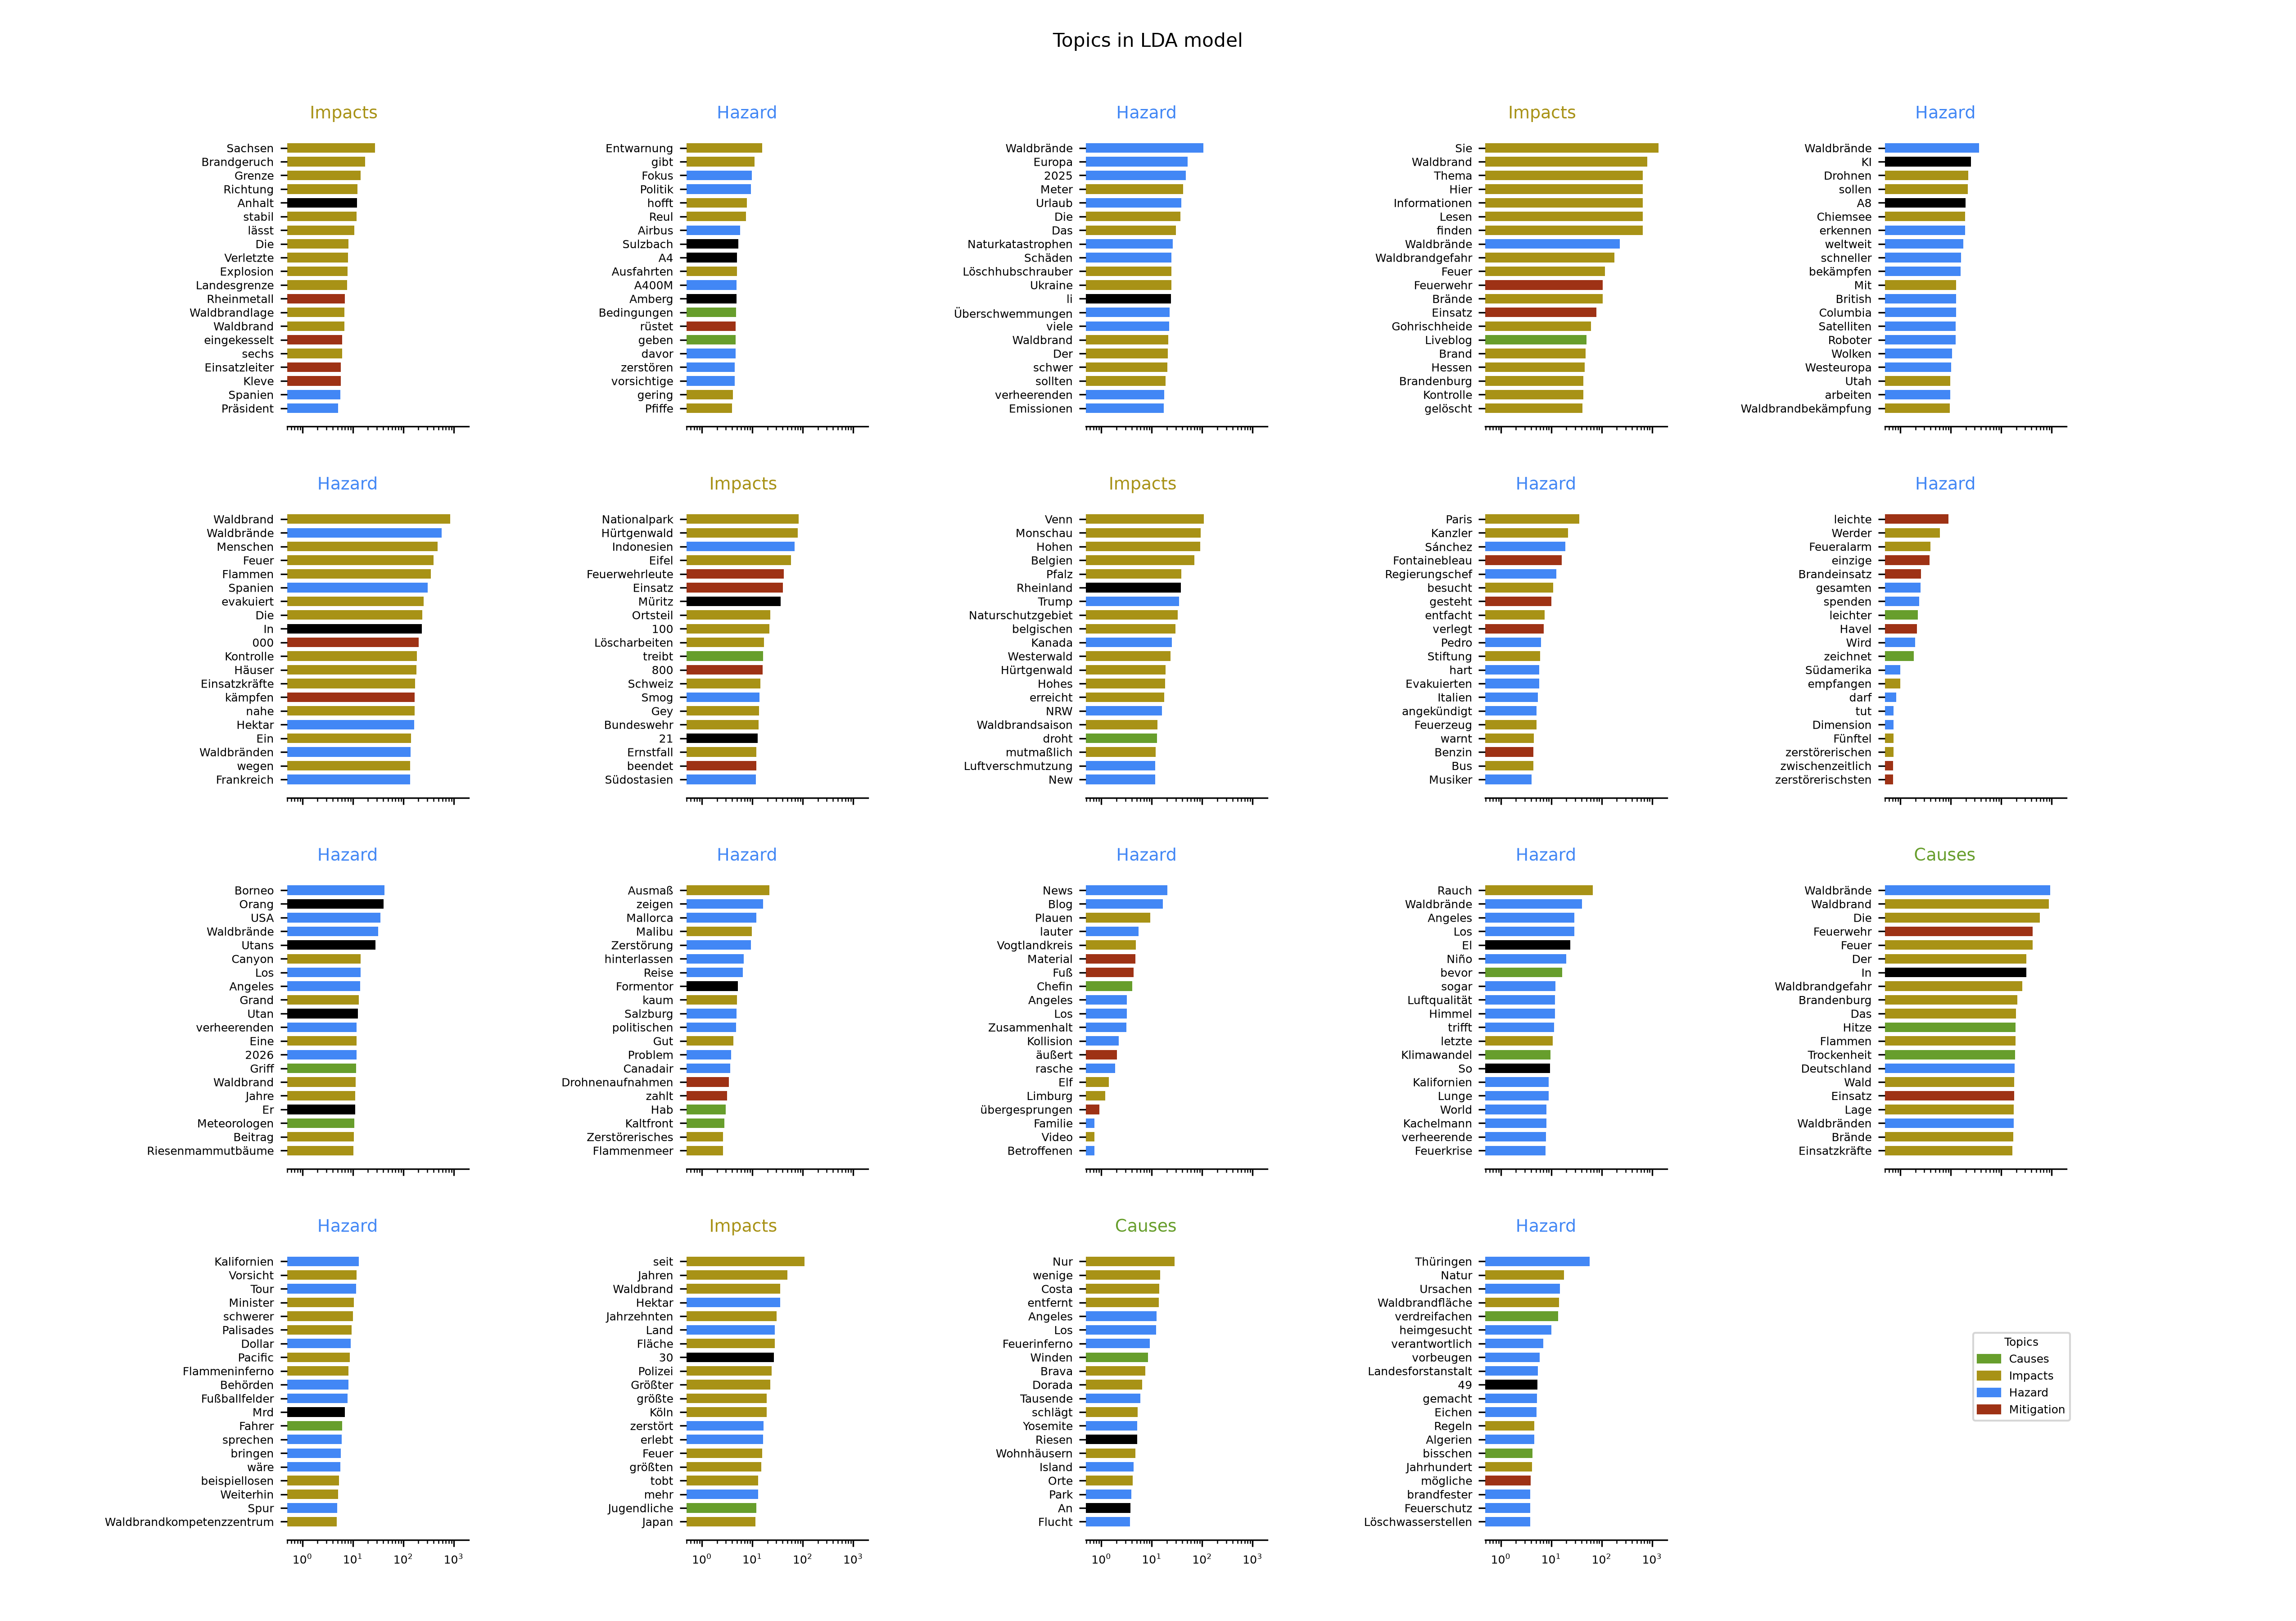 Topics in LDA model
Impacts
Sachsen
Brandgeruch
Grenze
Richtung
Anhalt
stabil
lässt
Die
Verletzte
Explosion
Landesgrenze
Rheinmetall
Waldbrandlage
Waldbrand
eingekesselt
sechs
Einsatzleiter
Kleve
Spanien
Präsident
Hazard
Entwarnung
gibt
Fokus
Politik
hofft
Reul
Airbus
Sulzbach
A4
Ausfahrten
A400M
Amberg
Bedingungen
rüstet
geben
davor
zerstören
vorsichtige
gering
Pfiffe
Hazard
Waldbrände
Europa
2025
Meter
Urlaub
Die
Das
Naturkatastrophen
Schäden
Löschhubschrauber
Ukraine
li
Überschwemmungen
viele
Waldbrand
Der
schwer
sollten
verheerenden
Emissionen
Impacts
Sie
Waldbrand
Thema
Hier
Informationen
Lesen
finden
Waldbrände
Waldbrandgefahr
Feuer
Feuerwehr
Brände
Einsatz
Gohrischheide
Liveblog
Brand
Hessen
Brandenburg
Kontrolle
gelöscht
Hazard
Waldbrände
KI
Drohnen
sollen
A8
Chiemsee
erkennen
weltweit
schneller
bekämpfen
Mit
British
Columbia
Satelliten
Roboter
Wolken
Westeuropa
Utah
arbeiten
Waldbrandbekämpfung
Hazard
Waldbrand
Waldbrände
Menschen
Feuer
Flammen
Spanien
evakuiert
Die
In
000
Kontrolle
Häuser
Einsatzkräfte
kämpfen
nahe
Hektar
Ein
Waldbränden
wegen
Frankreich
Impacts
Nationalpark
Hürtgenwald
Indonesien
Eifel
Feuerwehrleute
Einsatz
Müritz
Ortsteil
100
Löscharbeiten
treibt
800
Schweiz
Smog
Gey
Bundeswehr
21
Ernstfall
beendet
Südostasien
Impacts
Venn
Monschau
Hohen
Belgien
Pfalz
Rheinland
Trump
Naturschutzgebiet
belgischen
Kanada
Westerwald
Hürtgenwald
Hohes
erreicht
NRW
Waldbrandsaison
droht
mutmaßlich
Luftverschmutzung
New
Hazard
Paris
Kanzler
Sánchez
Fontainebleau
Regierungschef
besucht
gesteht
entfacht
verlegt
Pedro
Stiftung
hart
Evakuierten
Italien
angekündigt
Feuerzeug
warnt
Benzin
Bus
Musiker
Hazard
leichte
Werder
Feueralarm
einzige
Brandeinsatz
gesamten
spenden
leichter
Havel
Wird
zeichnet
Südamerika
empfangen
darf
tut
Dimension
Fünftel
zerstörerischen
zwischenzeitlich
zerstörerischsten
Hazard
Borneo
Orang
USA
Waldbrände
Utans
Canyon
Los
Angeles
Grand
Utan
verheerenden
Eine
2026
Griff
Waldbrand
Jahre
Er
Meteorologen
Beitrag
Riesenmammutbäume
Hazard
Ausmaß
zeigen
Mallorca
Malibu
Zerstörung
hinterlassen
Reise
Formentor
kaum
Salzburg
politischen
Gut
Problem
Canadair
Drohnenaufnahmen
zahlt
Hab
Kaltfront
Zerstörerisches
Flammenmeer
Hazard
News
Blog
Plauen
lauter
Vogtlandkreis
Material
Fuß
Chefin
Angeles
Los
Zusammenhalt
Kollision
äußert
rasche
Elf
Limburg
übergesprungen
Familie
Video
Betroffenen
Hazard
Rauch
Waldbrände
Angeles
Los
El
Niño
bevor
sogar
Luftqualität
Himmel
trifft
letzte
Klimawandel
So
Kalifornien
Lunge
World
Kachelmann
verheerende
Feuerkrise
Causes
Waldbrände
Waldbrand
Die
Feuerwehr
Feuer
Der
In
Waldbrandgefahr
Brandenburg
Das
Hitze
Flammen
Trockenheit
Deutschland
Wald
Einsatz
Lage
Waldbränden
Brände
Einsatzkräfte
Hazard
Kalifornien
Vorsicht
Tour
Minister
schwerer
Palisades
Dollar
Pacific
Flammeninferno
Behörden
Fußballfelder
Mrd
Fahrer
sprechen
bringen
wäre
beispiellosen
Weiterhin
Spur
Waldbrandkompetenzzentrum
10⁰ 10¹ 10² 10³
Impacts
seit
Jahren
Waldbrand
Hektar
Jahrzehnten
Land
Fläche
30
Polizei
Größter
größte
Köln
zerstört
erlebt
Feuer
größten
tobt
mehr
Jugendliche
Japan
10⁰ 10¹ 10² 10³
Causes
Nur
wenige
Costa
entfernt
Angeles
Los
Feuerinferno
Winden
Brava
Dorada
Tausende
schlägt
Yosemite
Riesen
Wohnhäusern
Island
Orte
Park
An
Flucht
10⁰ 10¹ 10² 10³
Hazard
Thüringen
Natur
Ursachen
Waldbrandfläche
verdreifachen
heimgesucht
verantwortlich
vorbeugen
Landesforstanstalt
49
gemacht
Eichen
Regeln
Algerien
bisschen
Jahrhundert
mögliche
brandfester
Feuerschutz
Löschwasserstellen
10⁰ 10¹ 10² 10³
Topics
Causes
Impacts
Hazard
Mitigation